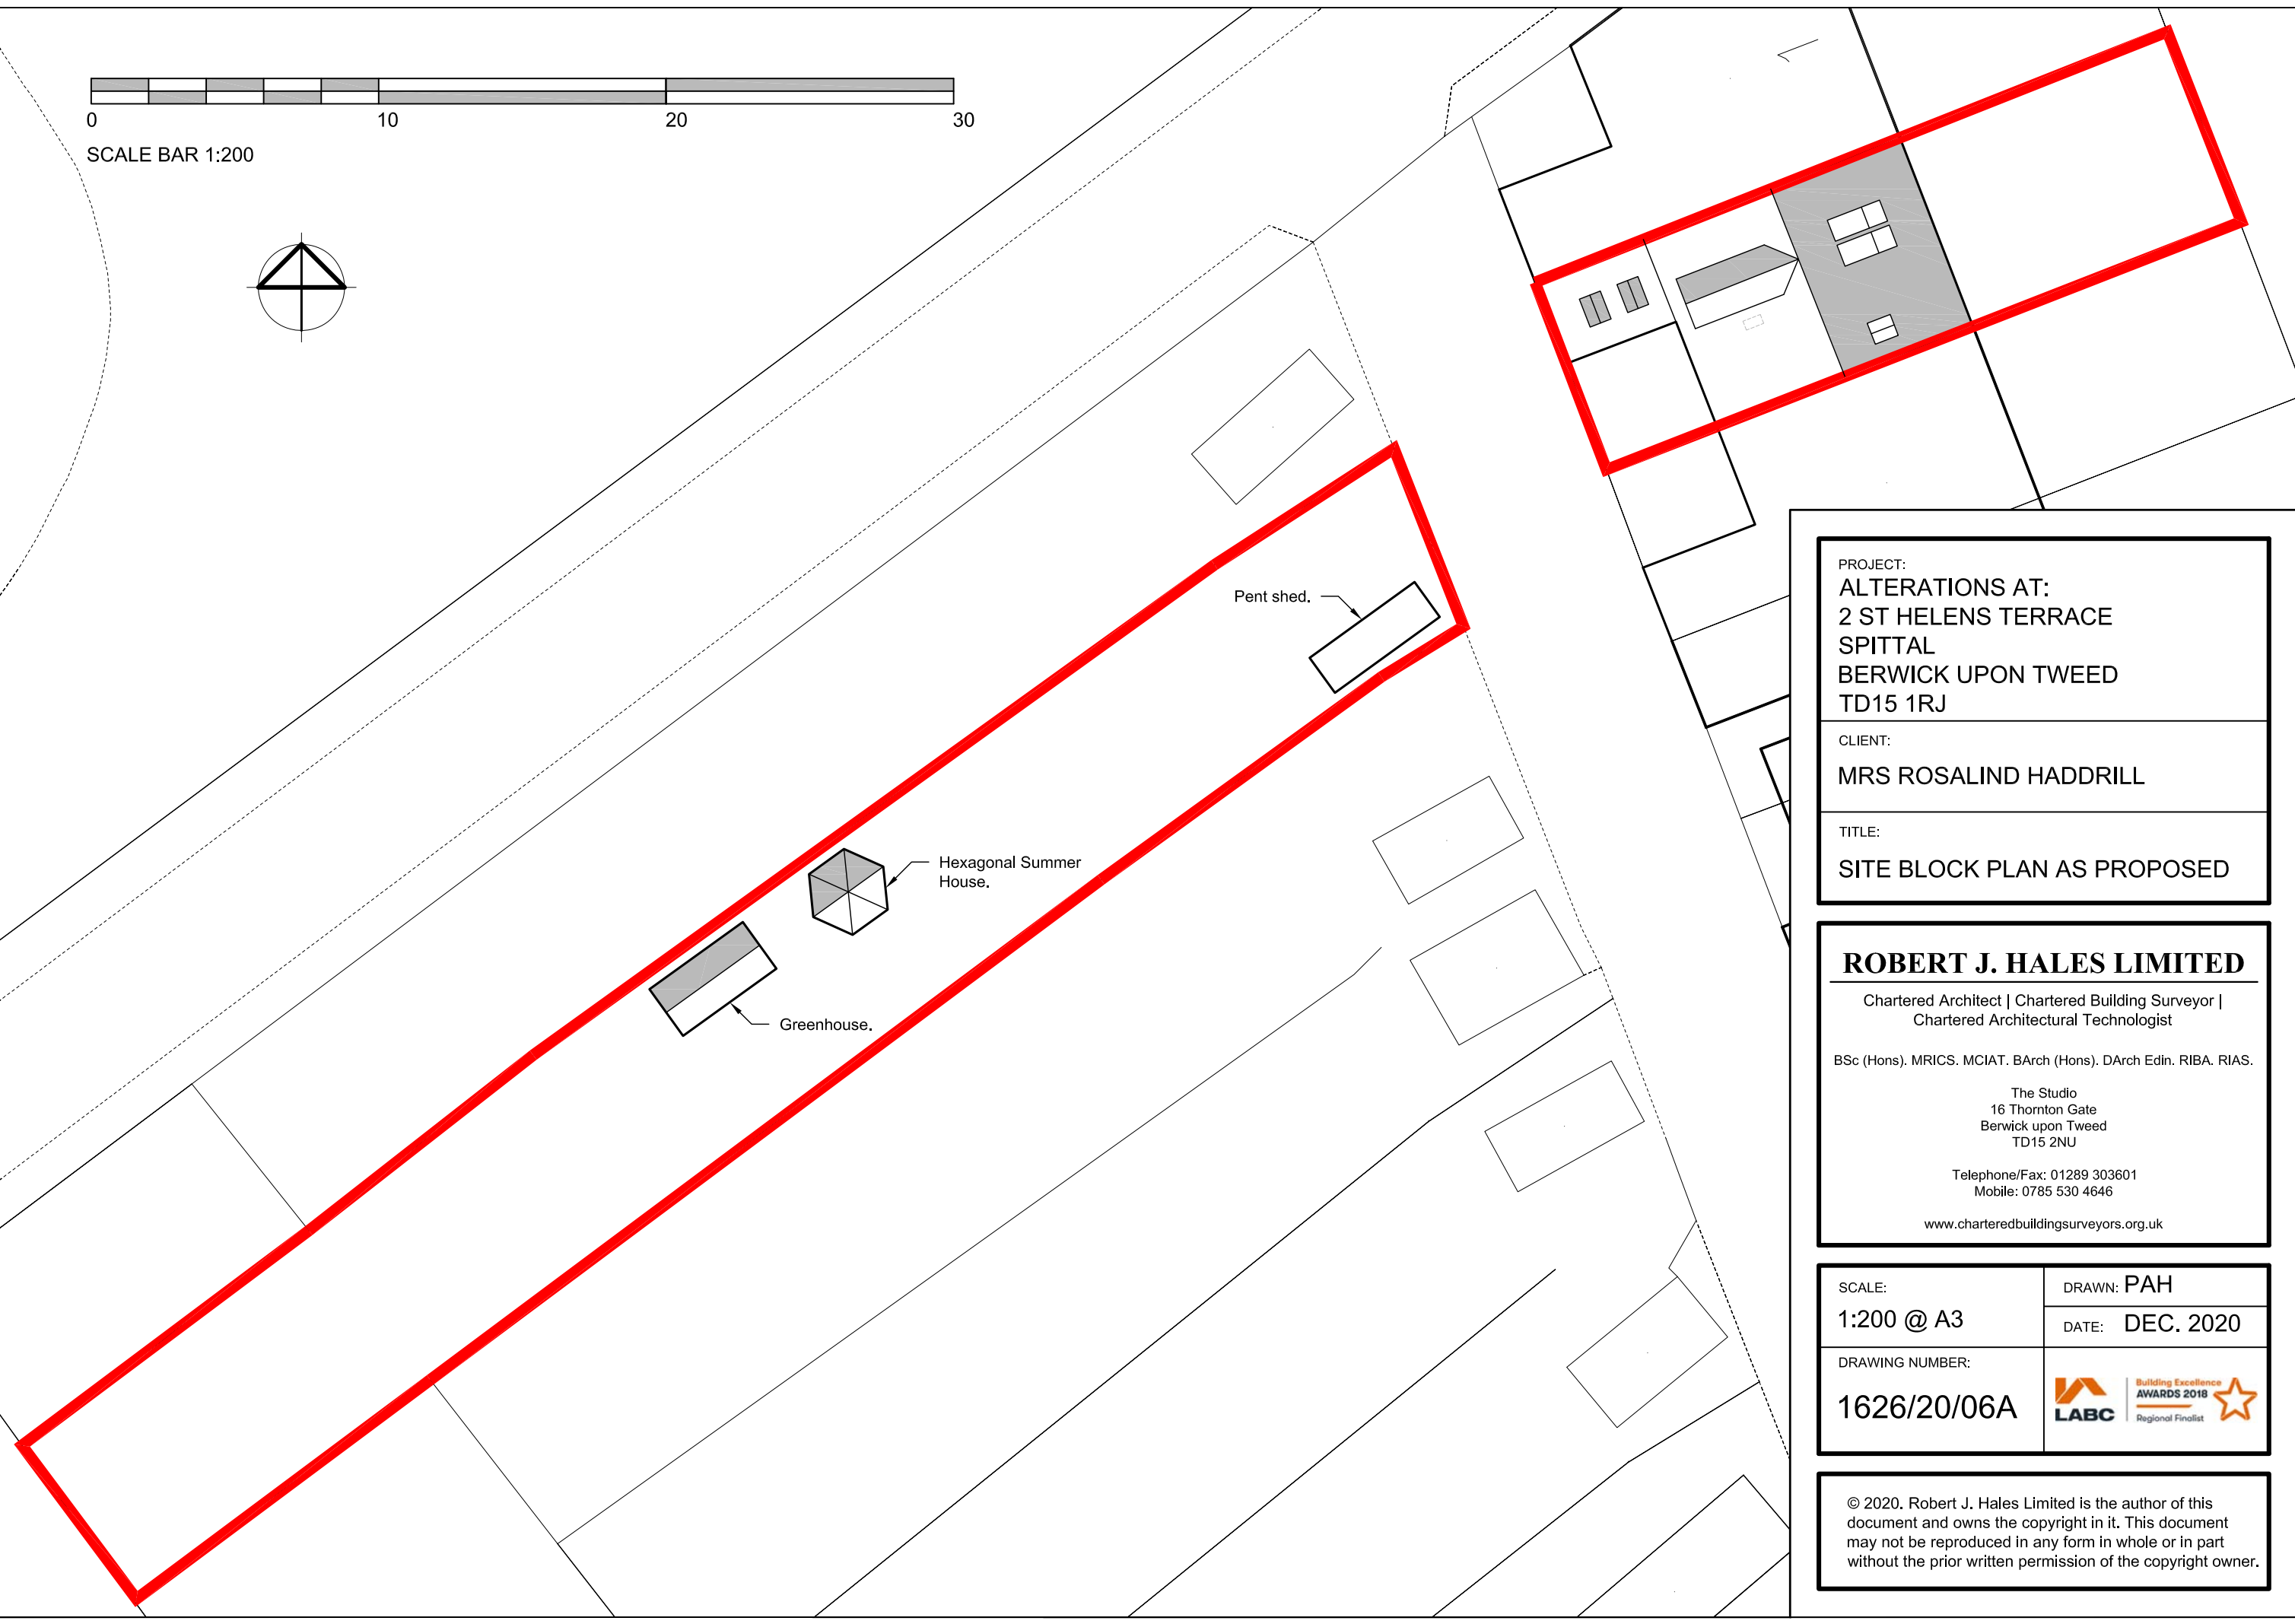 0 10 20 30
SCALE BAR 1:200
Pent shed.
Hexagonal Summer
House.
Greenhouse.
PROJECT:
ALTERATIONS AT:
2 ST HELENS TERRACE
SPITTAL
BERWICK UPON TWEED
TD15 1RJ
CLIENT:
MRS ROSALIND HADDRILL
TITLE:
SITE BLOCK PLAN AS PROPOSED
ROBERT J. HALES LIMITED
Chartered Architect | Chartered Building Surveyor |
Chartered Architectural Technologist
BSc (Hons). MRICS. MCIAT. BArch (Hons). DArch Edin. RIBA. RIAS.
The Studio
16 Thornton Gate
Berwick upon Tweed
TD15 2NU
Telephone/Fax: 01289 303601
Mobile: 0785 530 4646
www.charteredbuildingsurveyors.org.uk
SCALE:
1:200 @ A3
DRAWN: PAH
DATE: DEC. 2020
DRAWING NUMBER:
1626/20/06A
LABC
Building Excellence
AWARDS 2018
Regional Finalist
© 2020. Robert J. Hales Limited is the author of this
document and owns the copyright in it. This document
may not be reproduced in any form in whole or in part
without the prior written permission of the copyright owner.